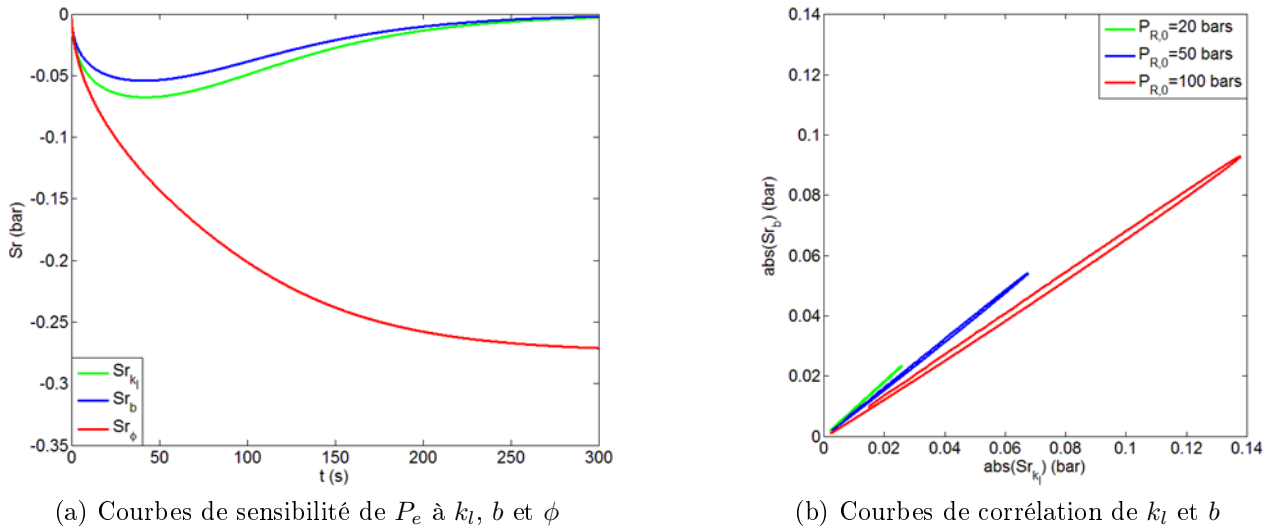 0
-0.05
-0.1
-0.15
-0.2
-0.25
-0.3
-0.35
Sr (bar)
Sr_{k_l}
Sr_b
Sr_ϕ
0 50 100 150 200 250 300
t (s)
(a) Courbes de sensibilité de P_e à k_l, b et ϕ
0.14
0.12
0.1
0.08
0.06
0.04
0.02
0
abs(Sr_b) (bar)
P_{R,0}=20 bars
P_{R,0}=50 bars
P_{R,0}=100 bars
0 0.02 0.04 0.06 0.08 0.1 0.12 0.14
abs(Sr_{k_l}) (bar)
(b) Courbes de corrélation de k_l et b